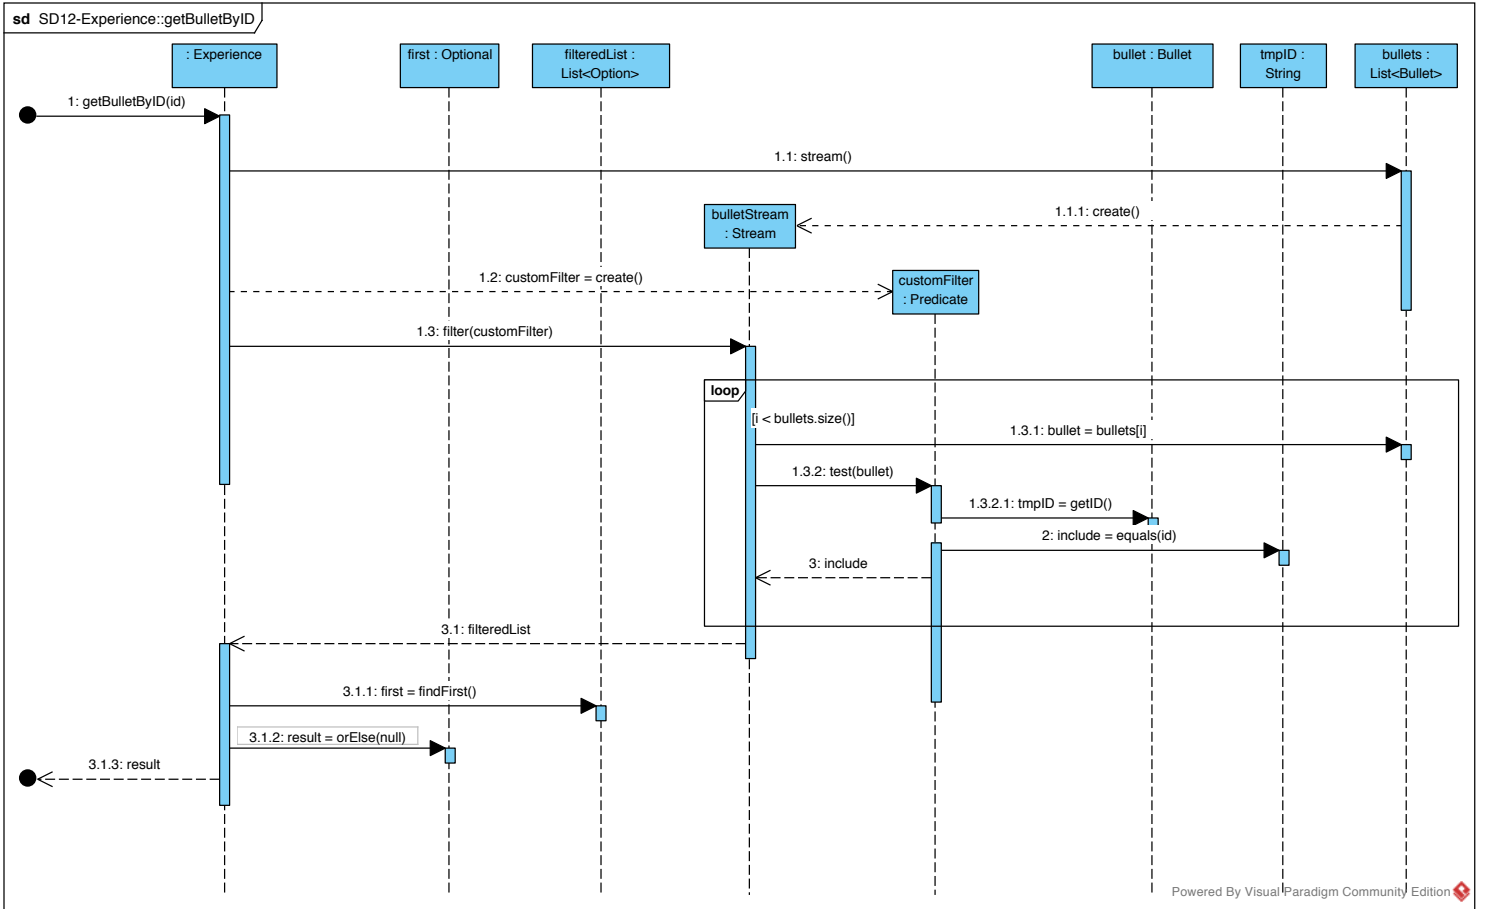 sd SD12-Experience::getBulletByID
: Experience
first : Optional
filteredList :
List<Option>
bullet : Bullet
tmpID :
String
bullets :
List<Bullet>
1: getBulletByID(id)
1.1: stream()
bulletStream
: Stream
1.1.1: create()
1.2: customFilter = create()
customFilter
: Predicate
1.3: filter(customFilter)
loop
[i < bullets.size()]
1.3.1: bullet = bullets[i]
1.3.2: test(bullet)
1.3.2.1: tmpID = getID()
2: include = equals(id)
3: include
3.1: filteredList
3.1.1: first = findFirst()
3.1.2: result = orElse(null)
3.1.3: result
Powered By Visual Paradigm Community Edition